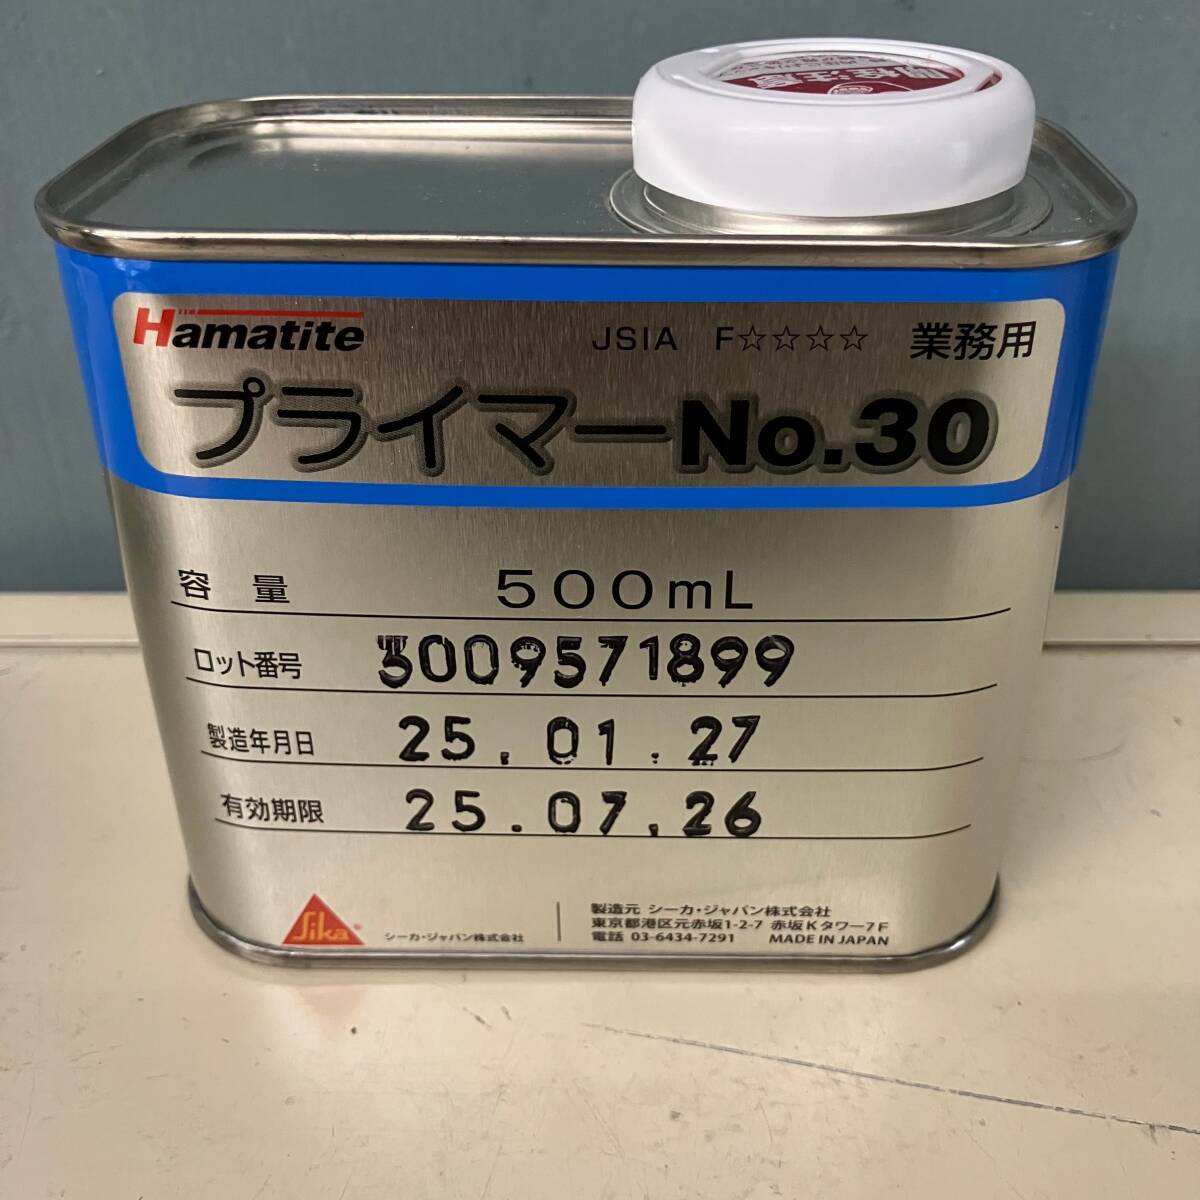 Hamatite
JSIA F☆☆☆☆ 業務用
プライマーNo.30
容量 500mL
ロット番号 3009571899
製造年月日 25.01.27
有効期限 25.07.26
Sika
シーカ・ジャパン株式会社
製造元 シーカ・ジャパン株式会社
東京都港区元赤坂1-2-7 赤坂Kタワー7F
電話 03-6434-7291 MADE IN JAPAN